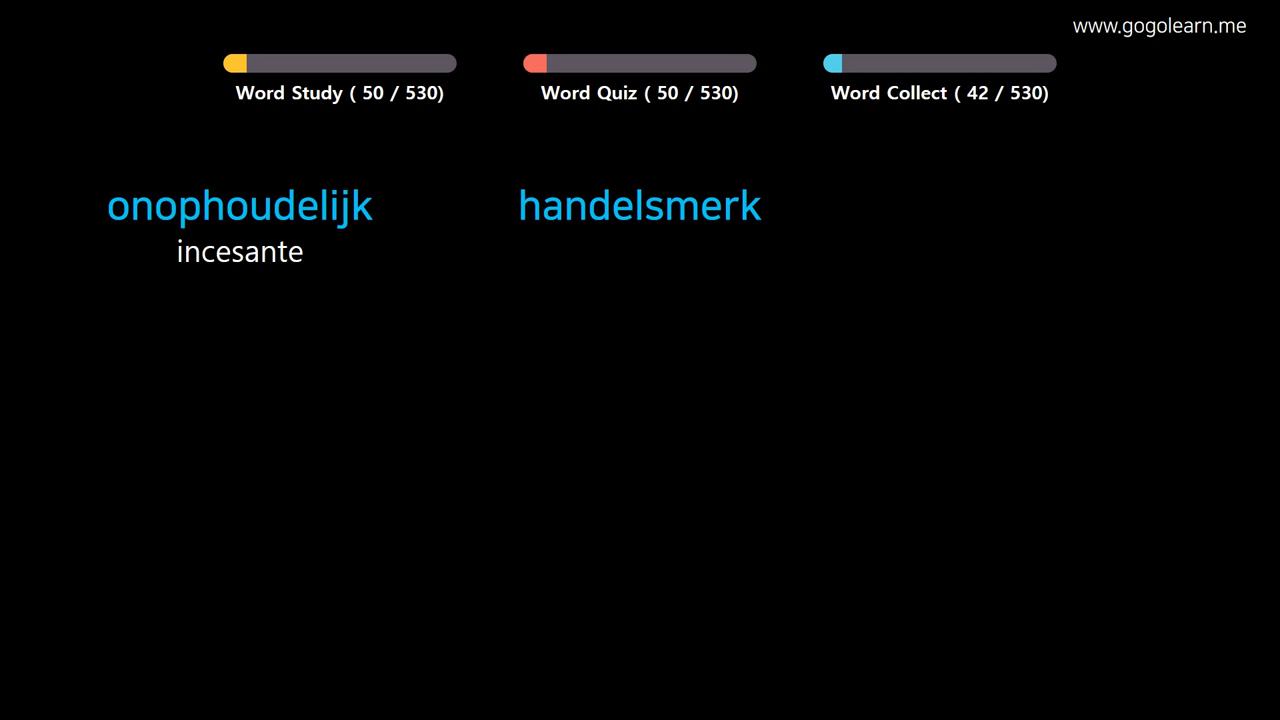 www.gogolearn.me
Word Study ( 50 / 530)
Word Quiz ( 50 / 530)
Word Collect ( 42 / 530)
onophoudelijk
incesante
handelsmerk